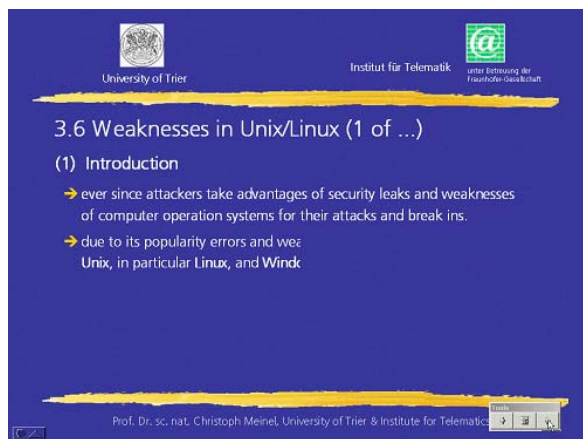 University of Trier
Institut für Telematik
@
unter Betreuung der
Fraunhofer-Gesellschaft
3.6 Weaknesses in Unix/Linux (1 of ...)
(1) Introduction
➔ ever since attackers take advantages of security leaks and weaknesses
of computer operation systems for their attacks and break ins.
➔ due to its popularity errors and wea
Unix, in particular Linux, and Windo
Prof. Dr. sc. nat. Christoph Meinel, University of Trier & Institute for Telematics
Tools